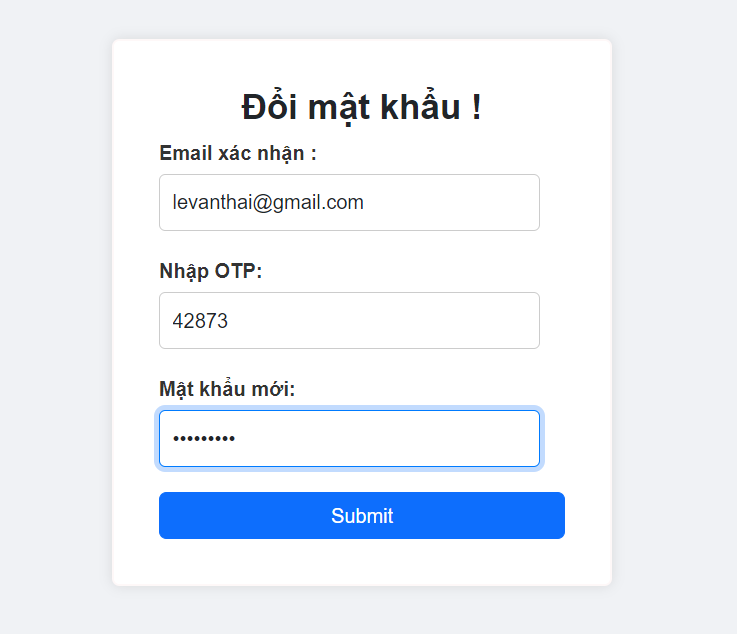 Đổi mật khẩu !
Email xác nhận :
levanthai@gmail.com
Nhập OTP:
42873
Mật khẩu mới:
•••••••••
Submit